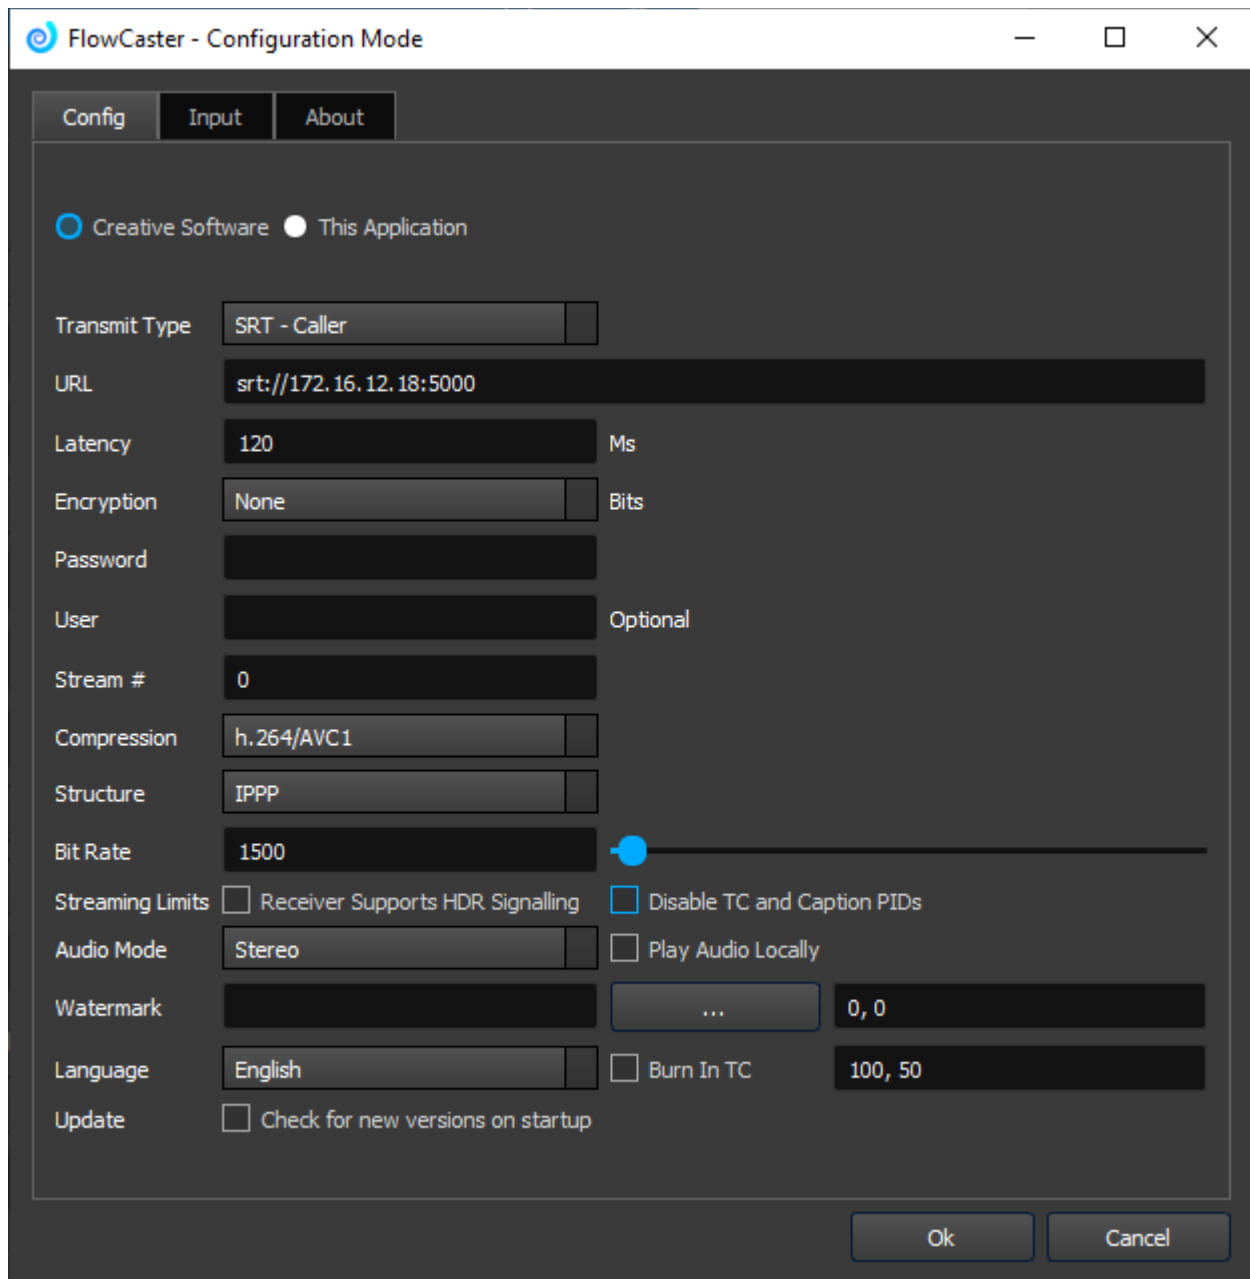 FlowCaster - Configuration Mode
Config Input About
Creative Software This Application
Transmit Type SRT - Caller
URL srt://172.16.12.18:5000
Latency 120 Ms
Encryption None Bits
Password
User Optional
Stream # 0
Compression h.264/AVC1
Structure IPPP
Bit Rate 1500
Streaming Limits Receiver Supports HDR Signalling Disable TC and Caption PIDs
Audio Mode Stereo Play Audio Locally
Watermark ... 0, 0
Language English Burn In TC 100, 50
Update Check for new versions on startup
Ok Cancel